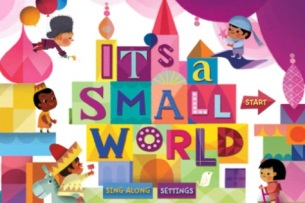 IT'S a
SMALL
START
WORLD
SING ALONG SETTINGS